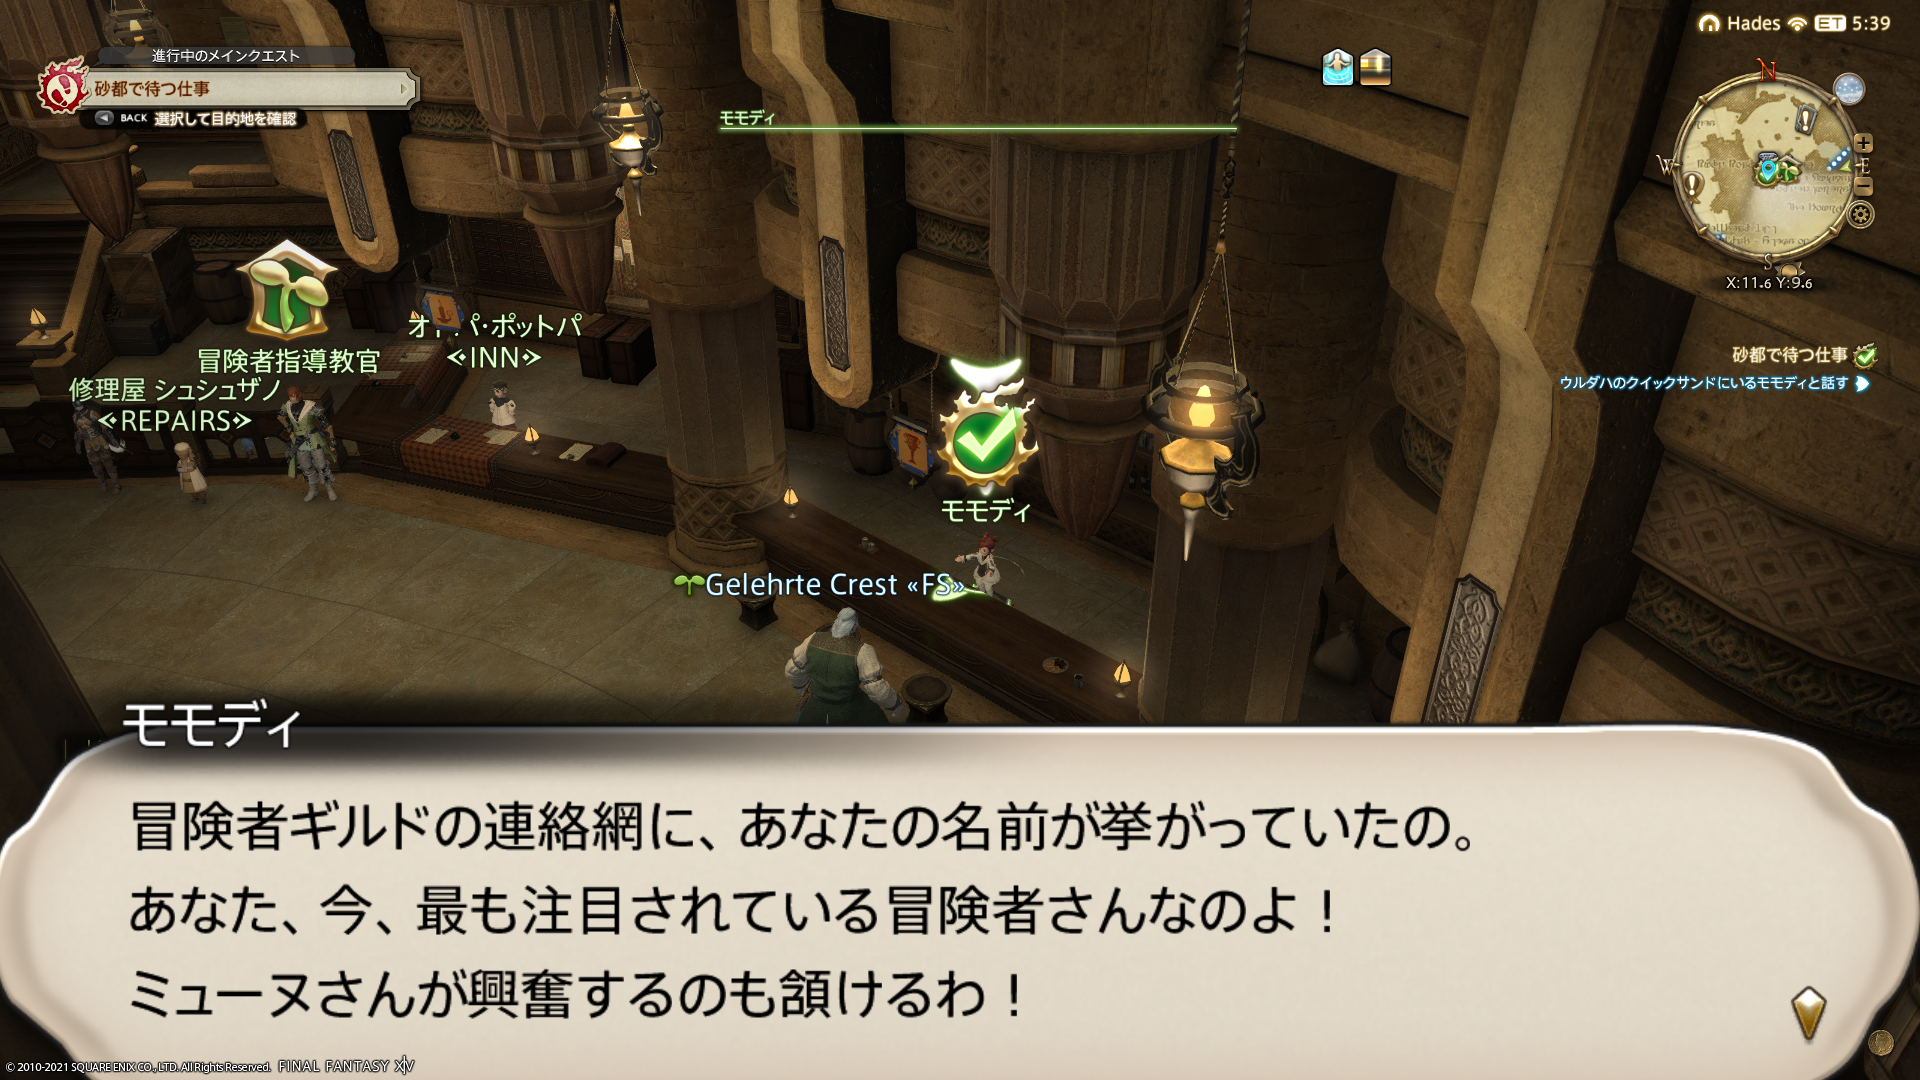 Hades ET 5:39
進行中のメインクエスト
砂都で待つ仕事
BACK 選択して目的地を確認
モモディ
N
W
E
S
X:11.6 Y:9.6
砂都で待つ仕事
ウルダハのクイックサンドにいるモモディと話す
・ポットパ
<INN>
冒険者指導教官
修理屋 シュシュザノ
<REPAIRS>
モモディ
Gelehrte Crest «FS»
モモディ
冒険者ギルドの連絡網に、あなたの名前が挙がっていたの。
あなた、今、最も注目されている冒険者さんなのよ！
ミューヌさんが興奮するのも頷けるわ！
© 2010-2021 SQUARE ENIX CO., LTD. All Rights Reserved. FINAL FANTASY XIV